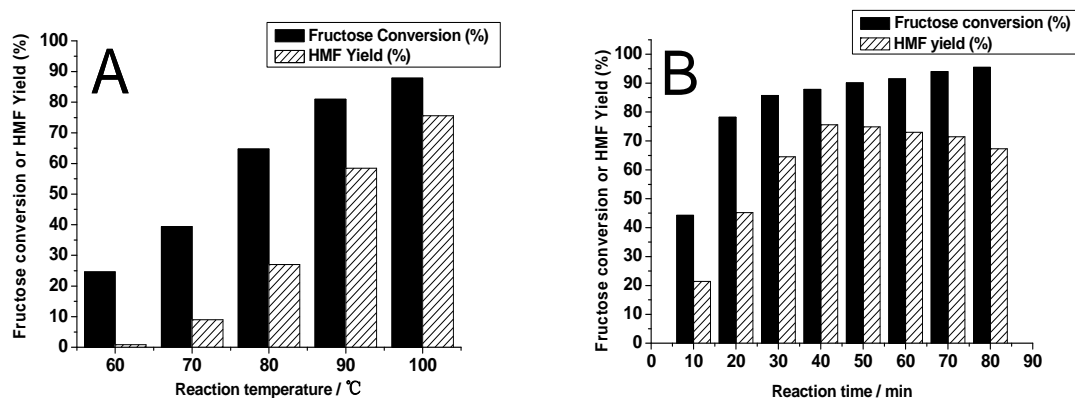 A
Fructose Conversion (%)
HMF Yield (%)
Fructose conversion or HMF Yield (%)
100
90
80
70
60
50
40
30
20
10
0
60 70 80 90 100
Reaction temperature / ℃
B
Fructose conversion (%)
HMF yield (%)
Fructose conversion or HMF Yield (%)
100
90
80
70
60
50
40
30
20
10
0
0 10 20 30 40 50 60 70 80 90
Reaction time / min